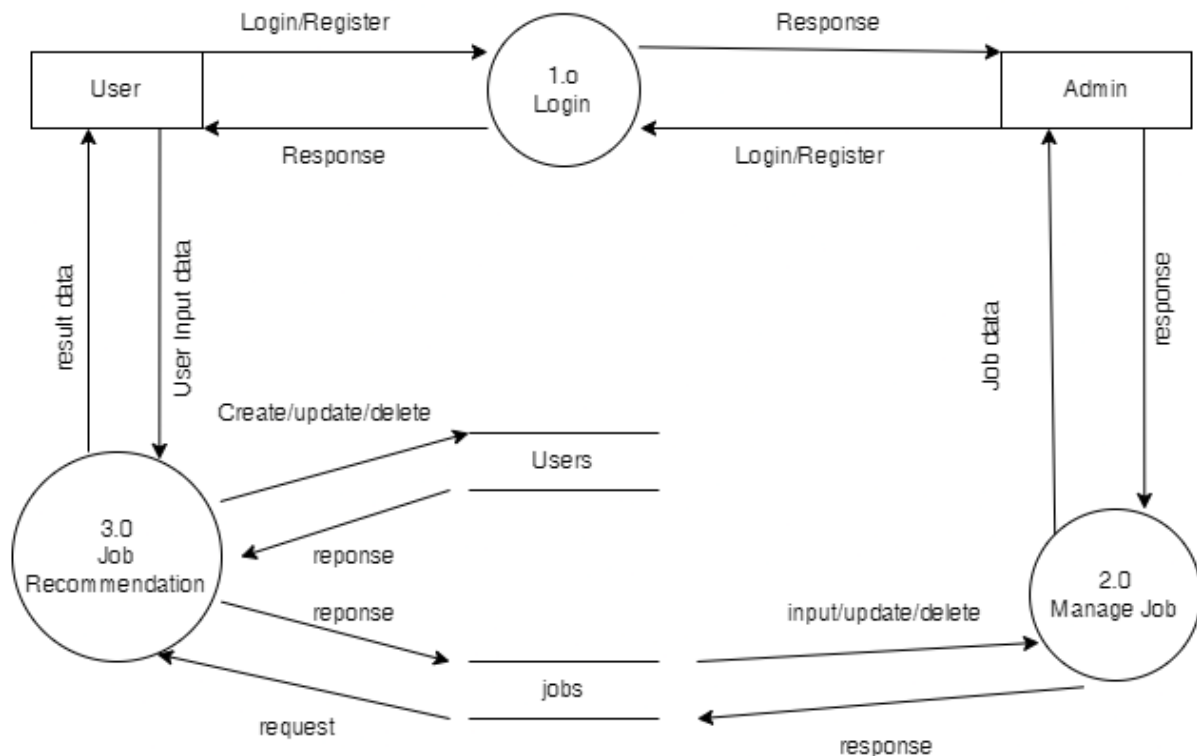 Login/Register
Response
1.o
Login
User
Admin
Response
Login/Register
result data
User Input data
Job data
response
Create/update/delete
Users
3.0
Job
Recommendation
reponse
reponse
input/update/delete
2.0
Manage Job
jobs
request
response